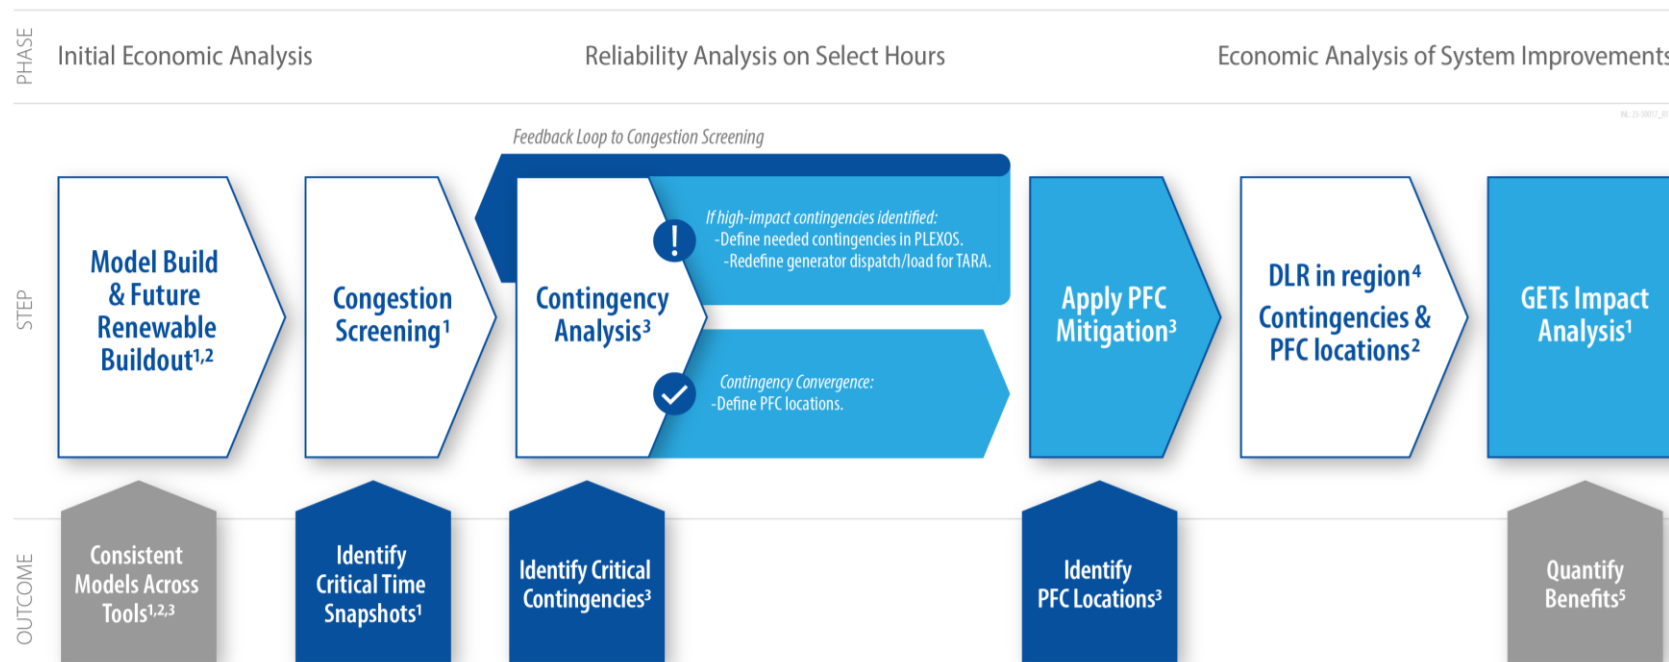 PHASE
Initial Economic Analysis
Reliability Analysis on Select Hours
Economic Analysis of System Improvements
Feedback Loop to Congestion Screening
STEP
Model Build
& Future
Renewable
Buildout¹,²
Congestion
Screening¹
Contingency
Analysis³
!
If high-impact contingencies identified:
-Define needed contingencies in PLEXOS.
-Redefine generator dispatch/load for TARA.
Contingency Convergence:
-Define PFC locations.
Apply PFC
Mitigation³
DLR in region⁴
Contingencies &
PFC locations²
GETs Impact
Analysis¹
OUTCOME
Consistent
Models Across
Tools¹,²,³
Identify
Critical Time
Snapshots¹
Identify Critical
Contingencies³
Identify
PFC Locations³
Quantify
Benefits⁵